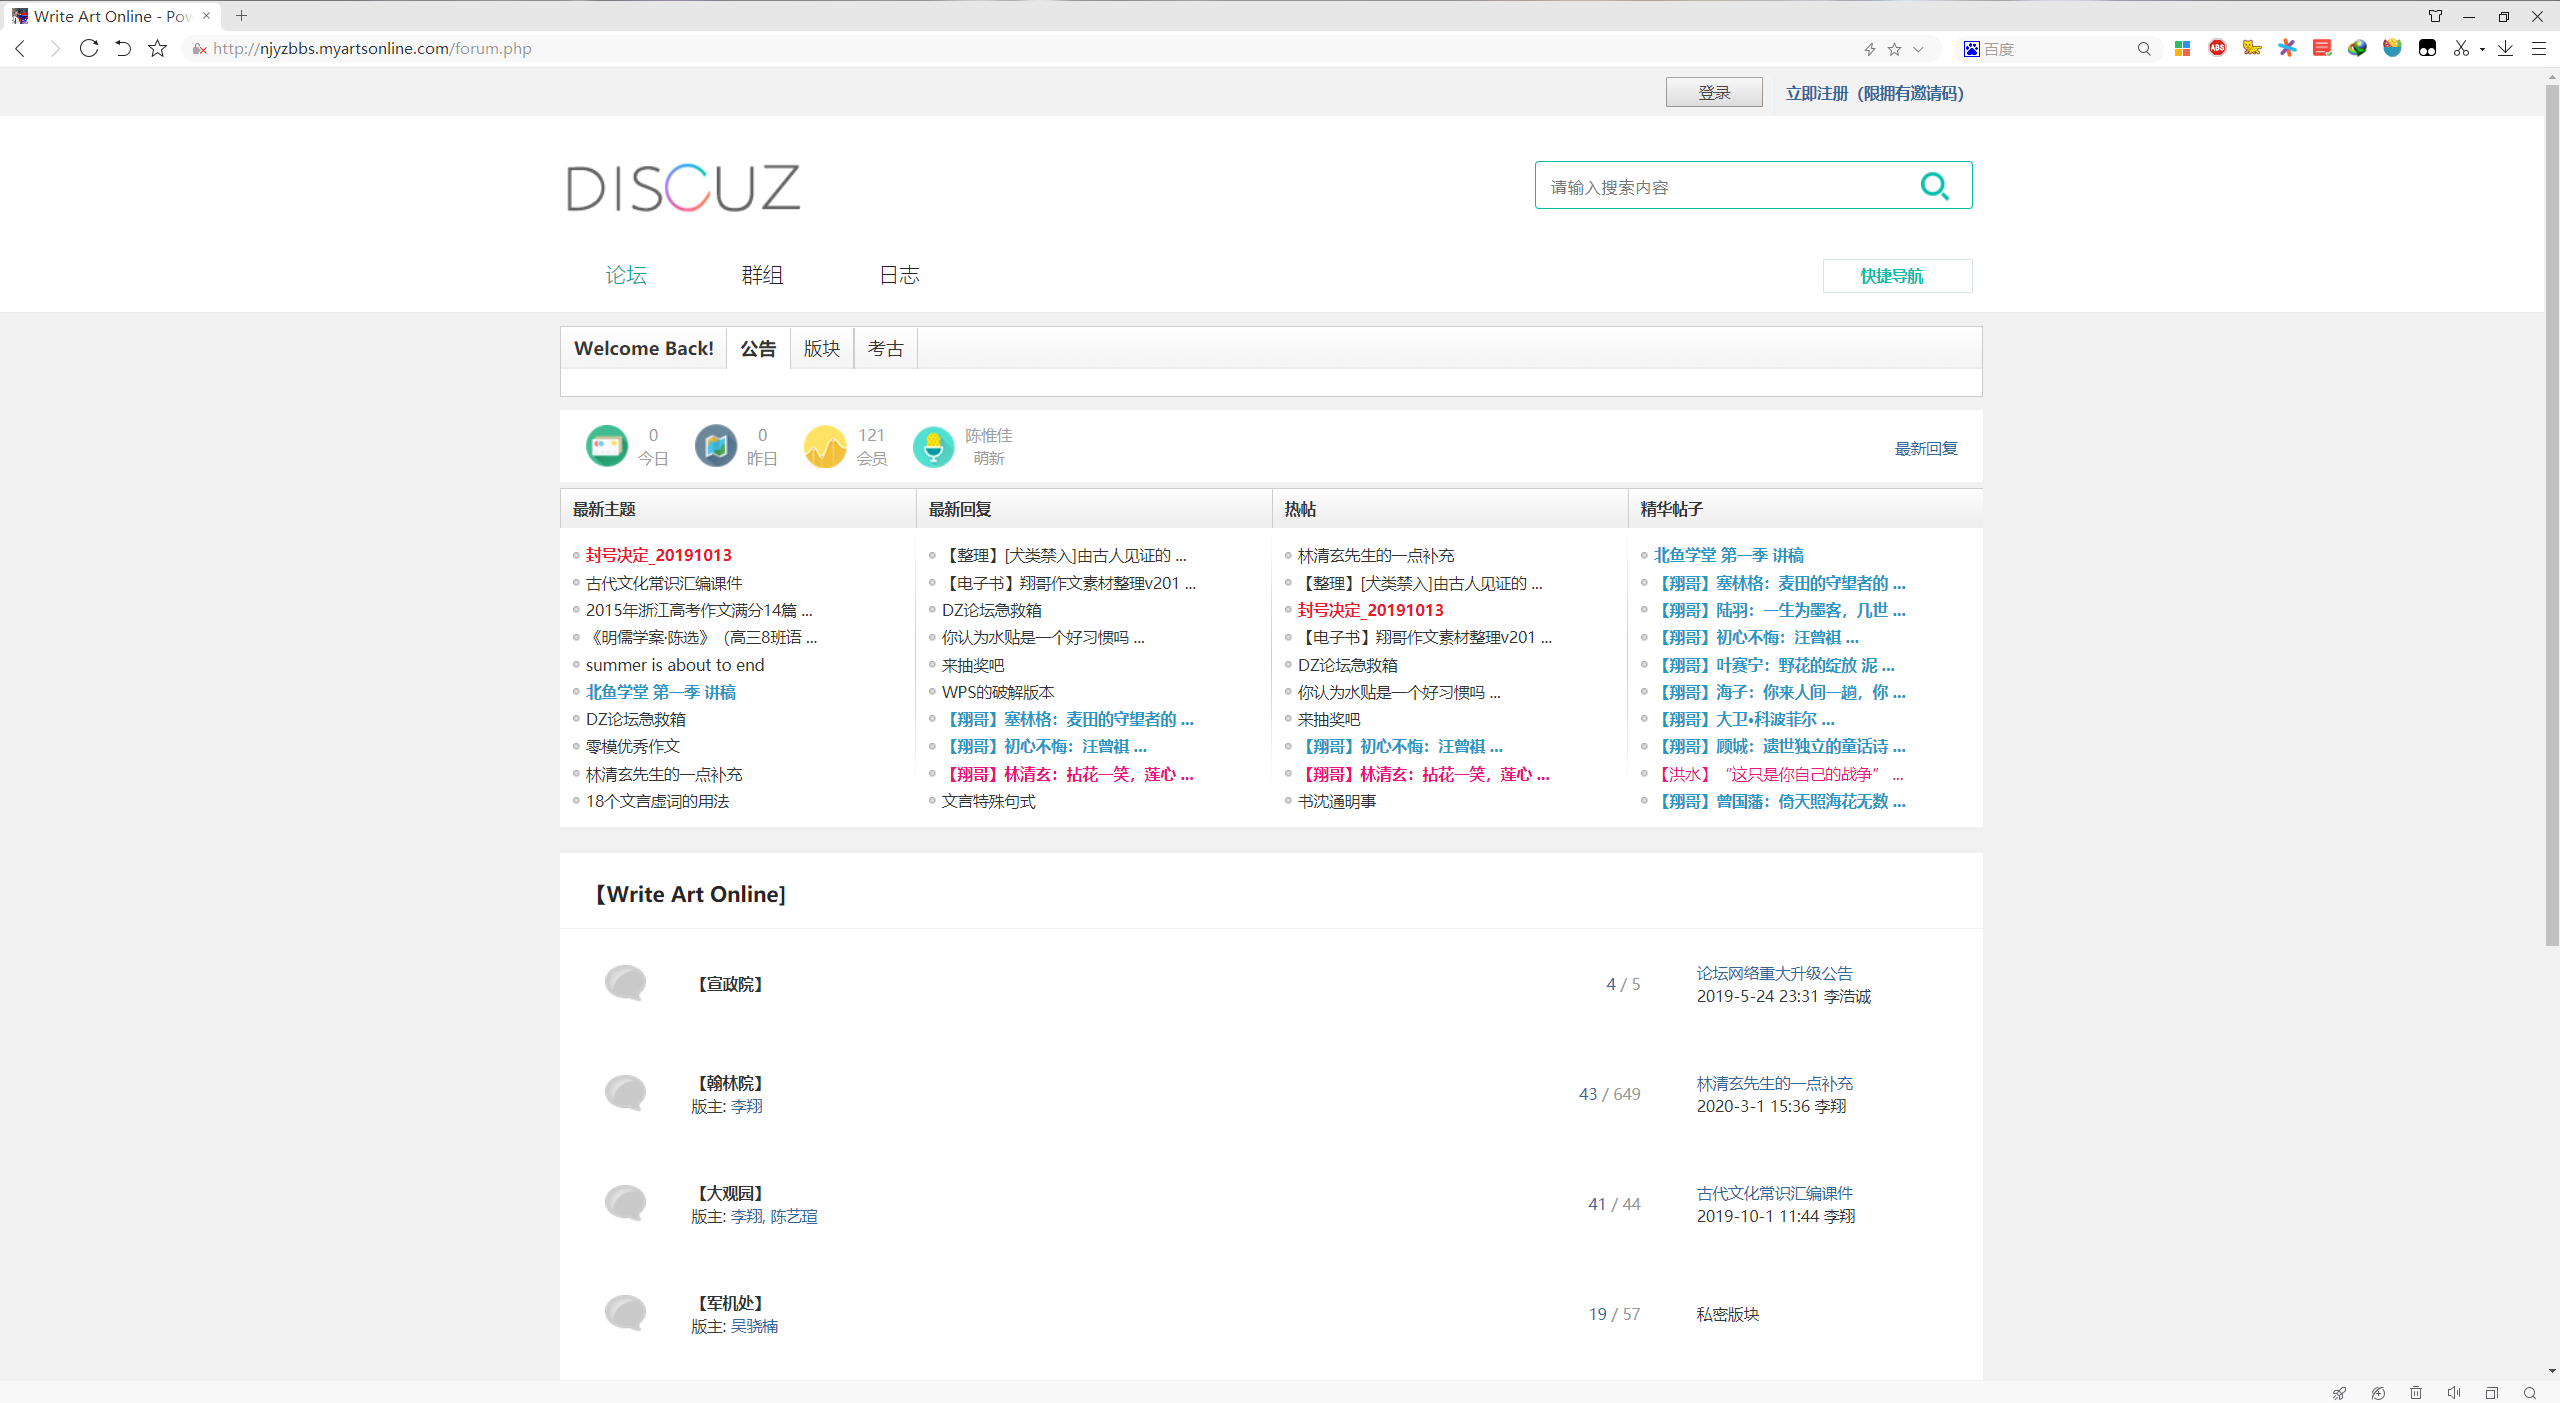 Write Art Online - Pow
http://njyzbbs.myartsonline.com/forum.php
百度
登录
立即注册（限拥有邀请码）
DISCUZ
请输入搜索内容
论坛
群组
日志
快捷导航
Welcome Back!
公告
版块
考古
0
今日
0
昨日
121
会员
陈惟佳
萌新
最新回复
最新主题
封号决定_20191013
古代文化常识汇编课件
2015年浙江高考作文满分14篇 ...
《明儒学案·陈选》（高三8班语 ...
summer is about to end
北鱼学堂 第一季 讲稿
DZ论坛急救箱
零模优秀作文
林清玄先生的一点补充
18个文言虚词的用法
最新回复
【整理】[犬类禁入]由古人见证的 ...
【电子书】翔哥作文素材整理v201 ...
DZ论坛急救箱
你认为水贴是一个好习惯吗 ...
来抽奖吧
WPS的破解版本
【翔哥】塞林格：麦田的守望者的 ...
【翔哥】初心不悔：汪曾祺 ...
【翔哥】林清玄：拈花一笑，莲心 ...
文言特殊句式
热帖
林清玄先生的一点补充
【整理】[犬类禁入]由古人见证的 ...
封号决定_20191013
【电子书】翔哥作文素材整理v201 ...
DZ论坛急救箱
你认为水贴是一个好习惯吗 ...
来抽奖吧
【翔哥】初心不悔：汪曾祺 ...
【翔哥】林清玄：拈花一笑，莲心 ...
书沈通明事
精华帖子
北鱼学堂 第一季 讲稿
【翔哥】塞林格：麦田的守望者的 ...
【翔哥】陆羽：一生为墨客，几世 ...
【翔哥】初心不悔：汪曾祺 ...
【翔哥】叶赛宁：野花的绽放 泥 ...
【翔哥】海子：你来人间一趟，你 ...
【翔哥】大卫·科波菲尔 ...
【翔哥】顾城：遗世独立的童话诗 ...
【洪水】“这只是你自己的战争” ...
【翔哥】曾国藩：倚天照海花无数 ...
【Write Art Online]
【宣政院】
4 / 5
论坛网络重大升级公告
2019-5-24 23:31 李浩诚
【翰林院】
版主: 李翔
43 / 649
林清玄先生的一点补充
2020-3-1 15:36 李翔
【大观园】
版主: 李翔, 陈艺瑄
41 / 44
古代文化常识汇编课件
2019-10-1 11:44 李翔
【军机处】
版主: 吴骁楠
19 / 57
私密版块